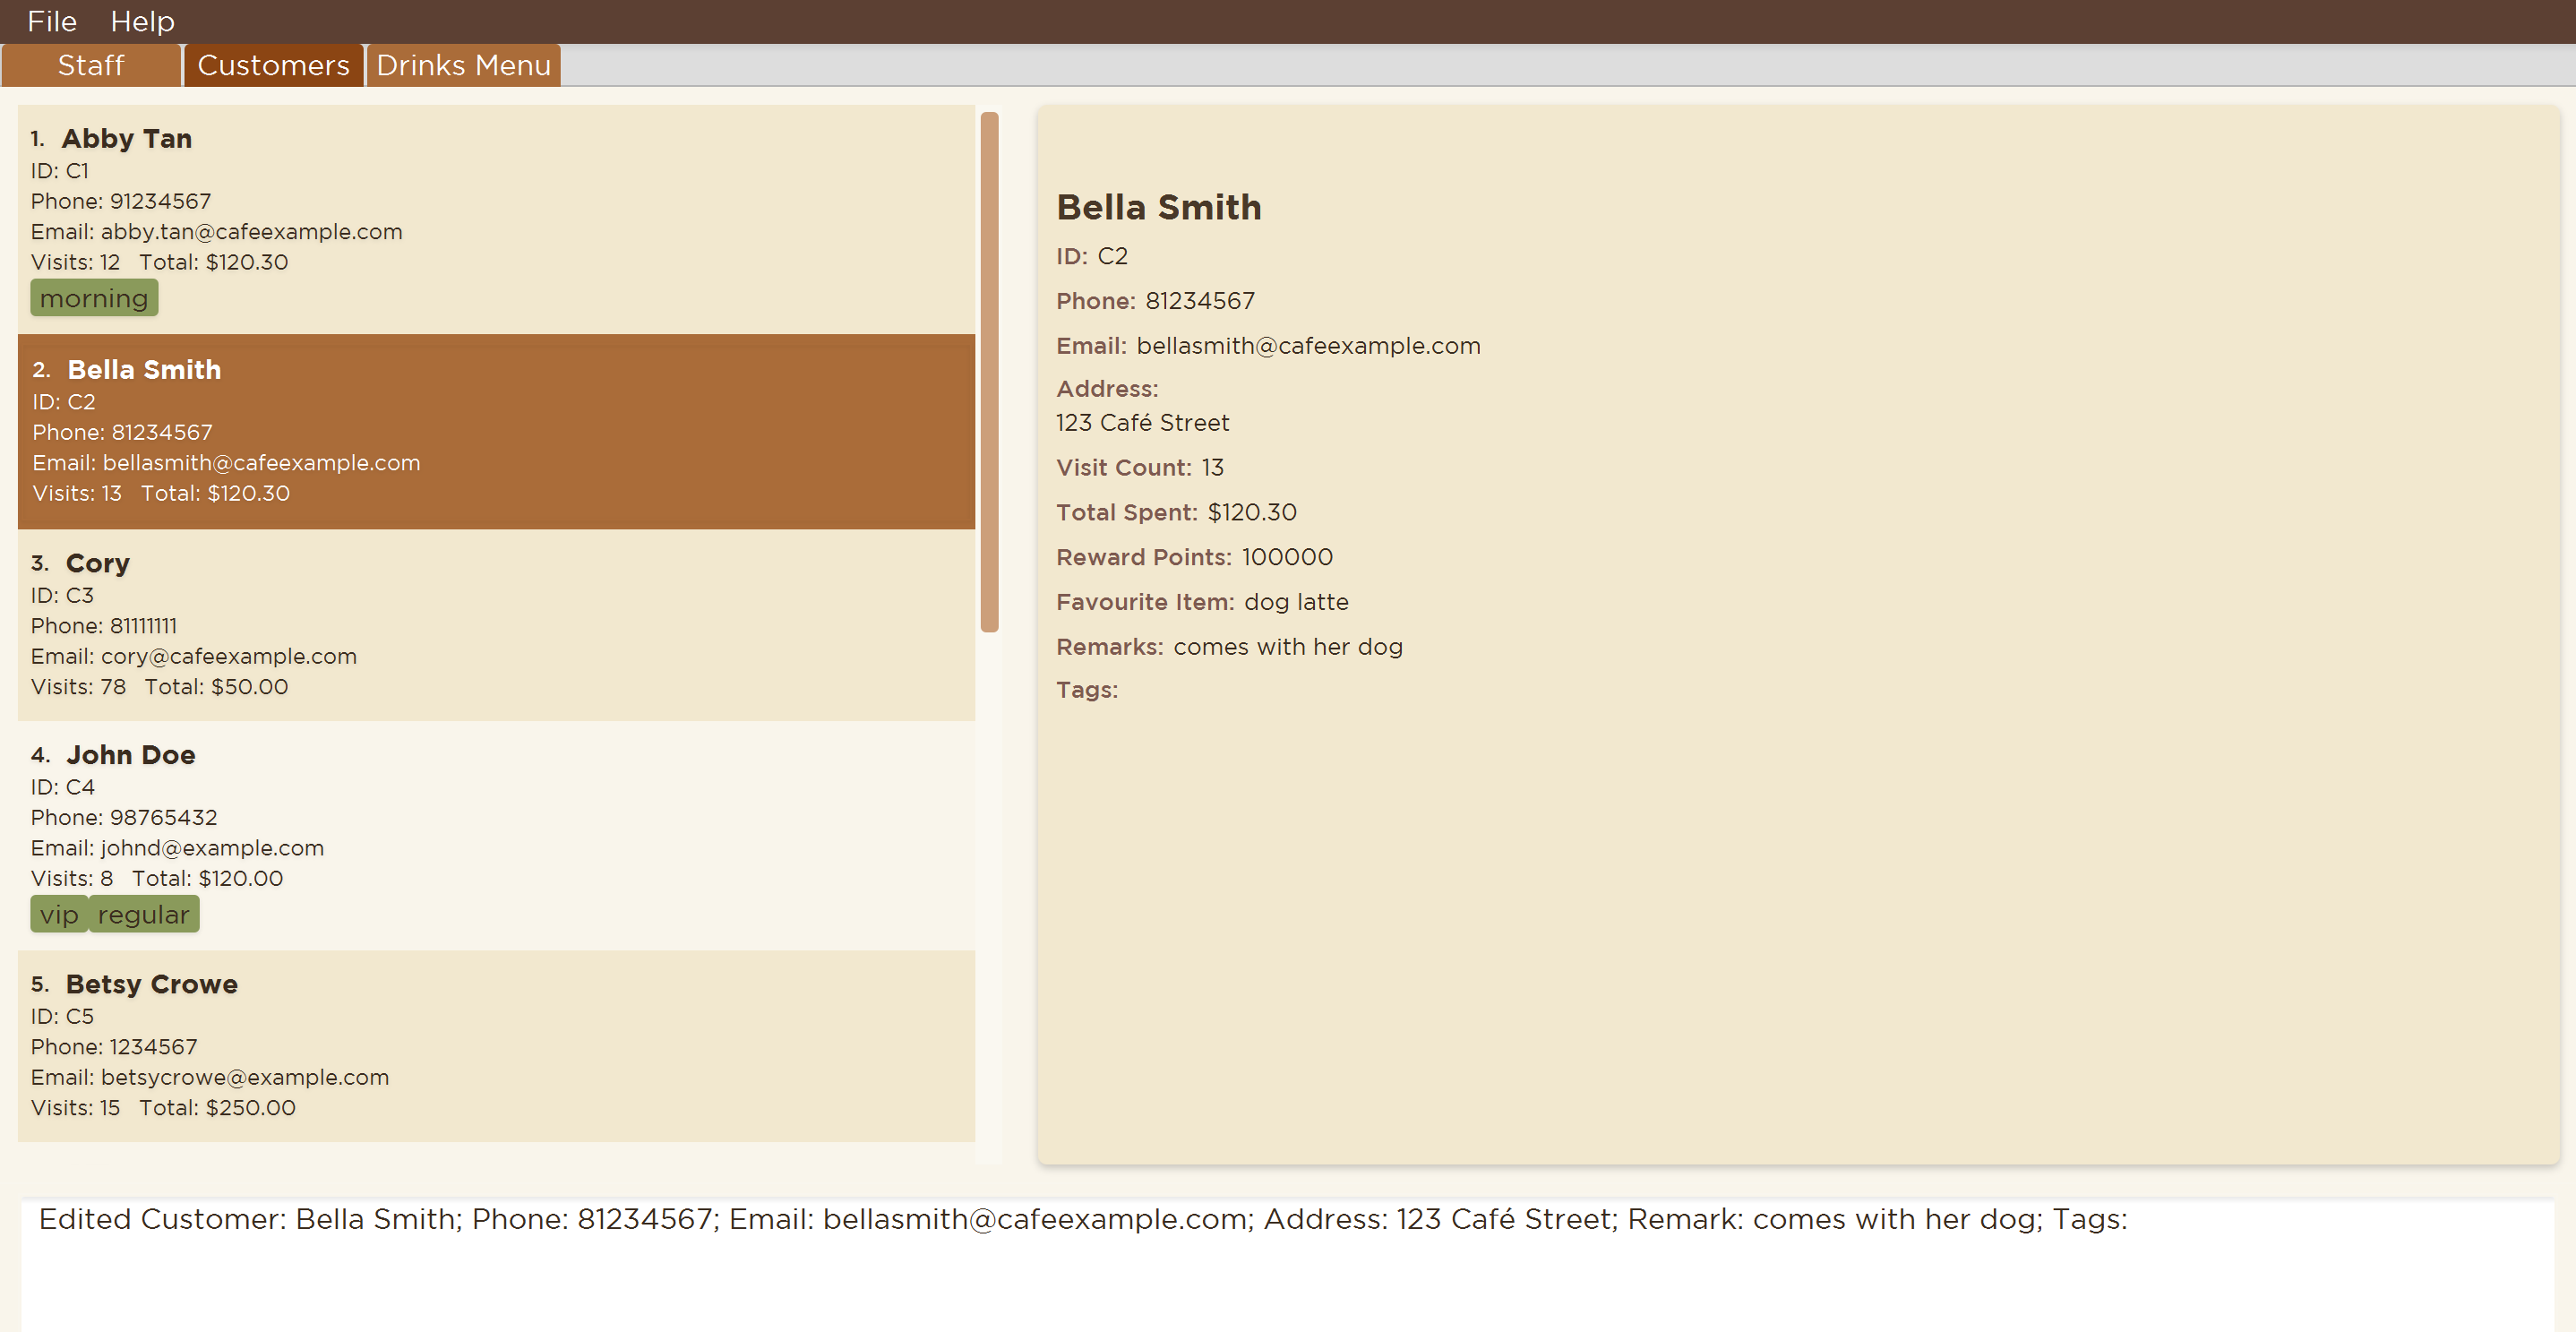 File Help
Staff Customers Drinks Menu
1. Abby Tan
ID: C1
Phone: 91234567
Email: abby.tan@cafeexample.com
Visits: 12 Total: $120.30
morning
2. Bella Smith
ID: C2
Phone: 81234567
Email: bellasmith@cafeexample.com
Visits: 13 Total: $120.30
3. Cory
ID: C3
Phone: 81111111
Email: cory@cafeexample.com
Visits: 78 Total: $50.00
4. John Doe
ID: C4
Phone: 98765432
Email: johnd@example.com
Visits: 8 Total: $120.00
vip regular
5. Betsy Crowe
ID: C5
Phone: 1234567
Email: betsycrowe@example.com
Visits: 15 Total: $250.00
Bella Smith
ID: C2
Phone: 81234567
Email: bellasmith@cafeexample.com
Address:
123 Café Street
Visit Count: 13
Total Spent: $120.30
Reward Points: 100000
Favourite Item: dog latte
Remarks: comes with her dog
Tags:
Edited Customer: Bella Smith; Phone: 81234567; Email: bellasmith@cafeexample.com; Address: 123 Café Street; Remark: comes with her dog; Tags: